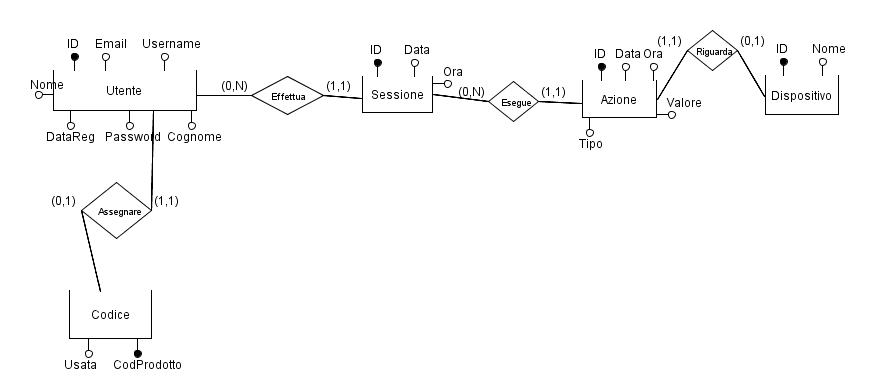 ID Email Username
Nome
Utente
DataReg Password Cognome
(0,N)
Effettua
(1,1)
ID Data
Ora
Sessione
(0,N)
Esegue
(1,1)
ID Data Ora
Azione
Valore
Tipo
(1,1)
Riguarda
(0,1)
ID Nome
Dispositivo
(0,1)
Assegnare
(1,1)
Codice
Usata CodProdotto